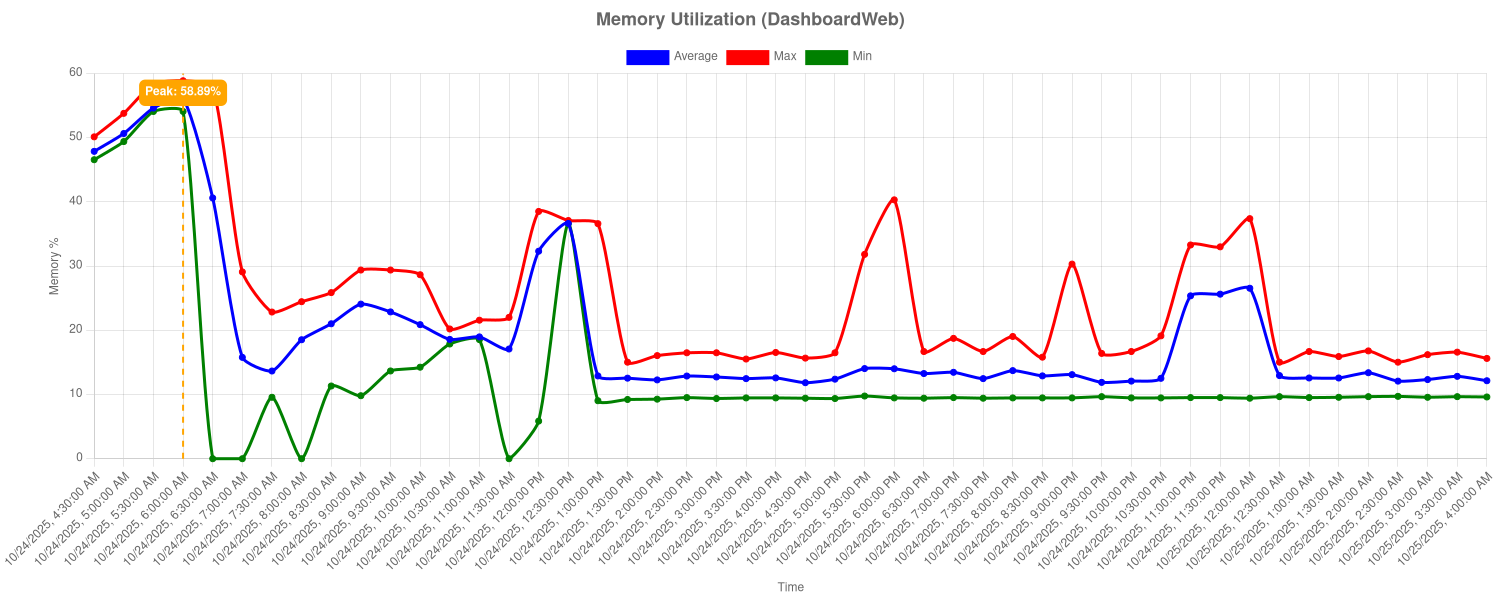 Memory Utilization (DashboardWeb)
Average Max Min
Peak: 58.89%
Memory %
60
50
40
30
20
10
0
10/24/2025, 4:30:00 AM
10/24/2025, 5:00:00 AM
10/24/2025, 5:30:00 AM
10/24/2025, 6:00:00 AM
10/24/2025, 6:30:00 AM
10/24/2025, 7:00:00 AM
10/24/2025, 7:30:00 AM
10/24/2025, 8:00:00 AM
10/24/2025, 8:30:00 AM
10/24/2025, 9:00:00 AM
10/24/2025, 9:30:00 AM
10/24/2025, 10:00:00 AM
10/24/2025, 10:30:00 AM
10/24/2025, 11:00:00 AM
10/24/2025, 11:30:00 AM
10/24/2025, 12:00:00 PM
10/24/2025, 12:30:00 PM
10/24/2025, 1:00:00 PM
10/24/2025, 1:30:00 PM
10/24/2025, 2:00:00 PM
10/24/2025, 2:30:00 PM
10/24/2025, 3:00:00 PM
10/24/2025, 3:30:00 PM
10/24/2025, 4:00:00 PM
10/24/2025, 4:30:00 PM
10/24/2025, 5:00:00 PM
10/24/2025, 5:30:00 PM
10/24/2025, 6:00:00 PM
10/24/2025, 6:30:00 PM
10/24/2025, 7:00:00 PM
10/24/2025, 7:30:00 PM
10/24/2025, 8:00:00 PM
10/24/2025, 8:30:00 PM
10/24/2025, 9:00:00 PM
10/24/2025, 9:30:00 PM
10/24/2025, 10:00:00 PM
10/24/2025, 10:30:00 PM
10/24/2025, 11:00:00 PM
10/24/2025, 11:30:00 PM
10/25/2025, 12:00:00 AM
10/25/2025, 12:30:00 AM
10/25/2025, 1:00:00 AM
10/25/2025, 1:30:00 AM
10/25/2025, 2:00:00 AM
10/25/2025, 2:30:00 AM
10/25/2025, 3:00:00 AM
10/25/2025, 3:30:00 AM
10/25/2025, 4:00:00 AM
Time